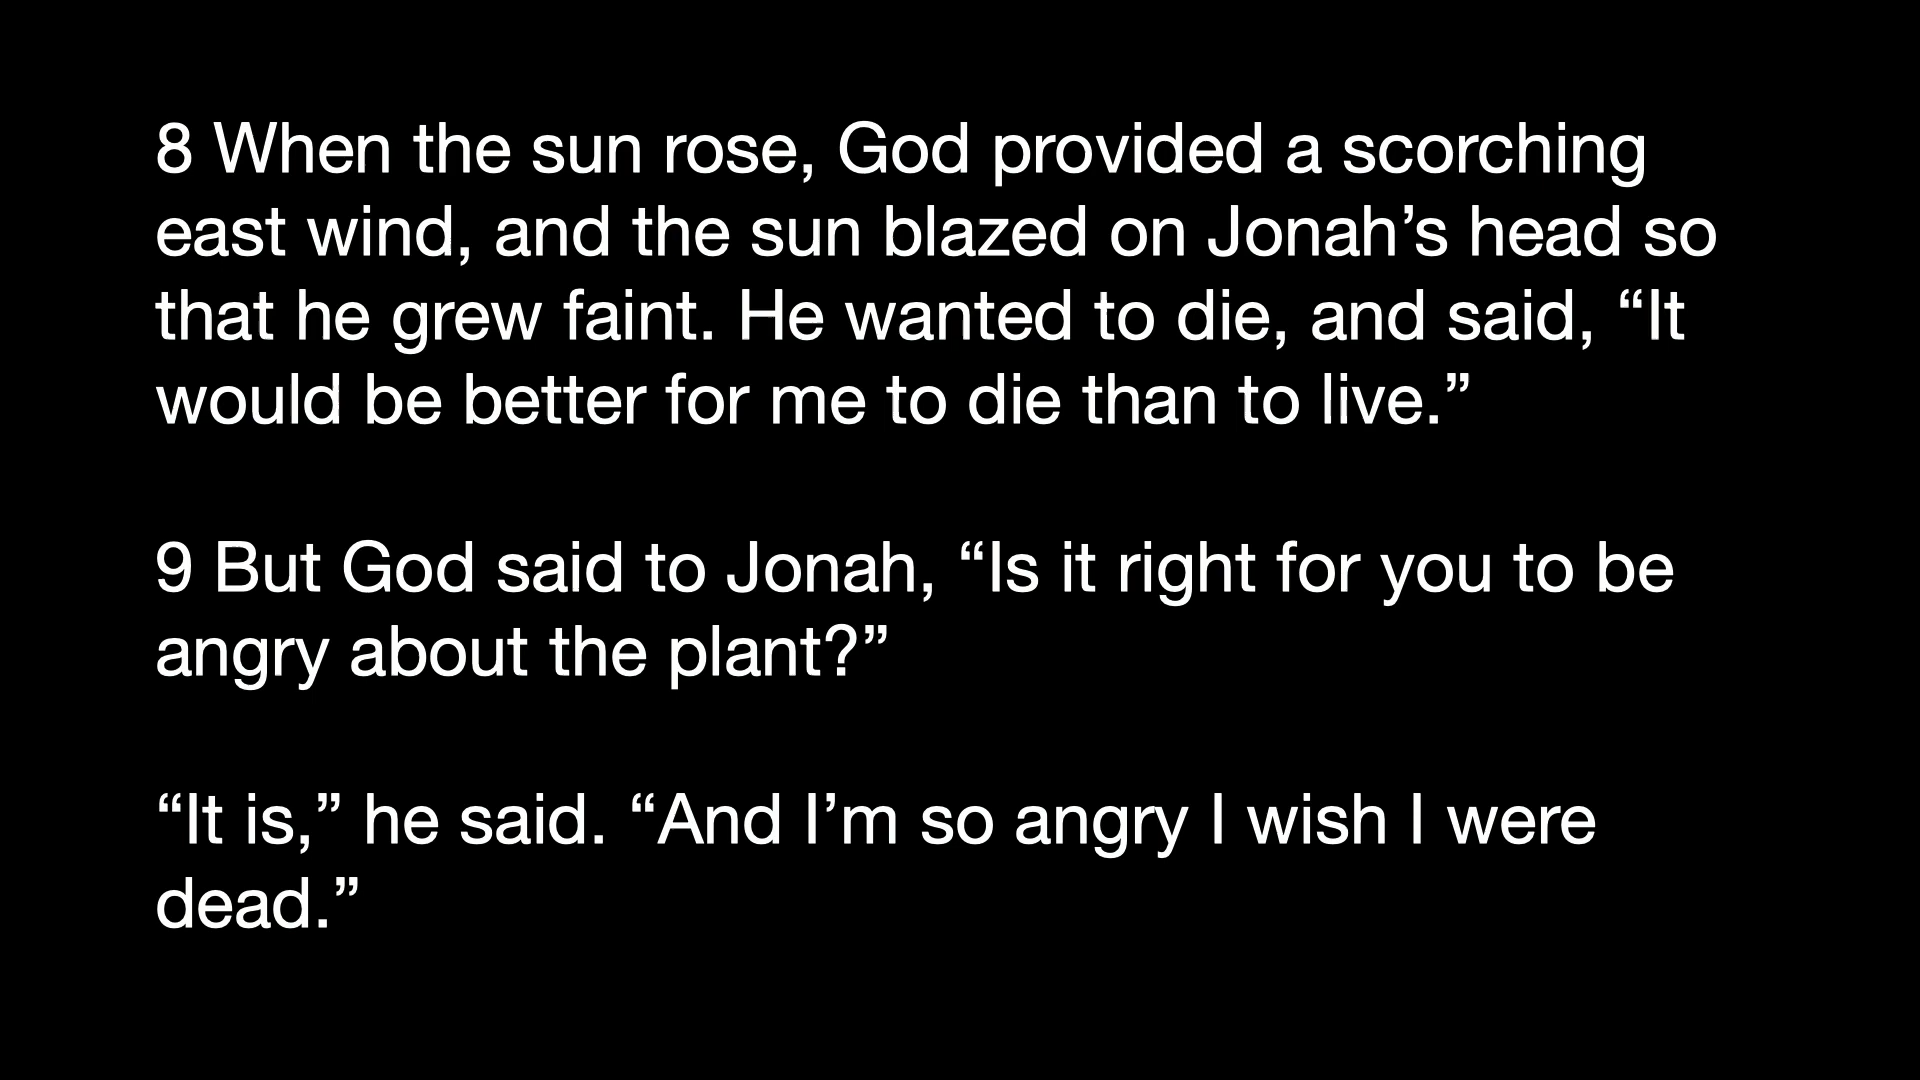 8 When the sun rose, God provided a scorching
east wind, and the sun blazed on Jonah’s head so
that he grew faint. He wanted to die, and said, “It
would be better for me to die than to live.”
9 But God said to Jonah, “Is it right for you to be
angry about the plant?”
“It is,” he said. “And I’m so angry I wish I were
dead.”